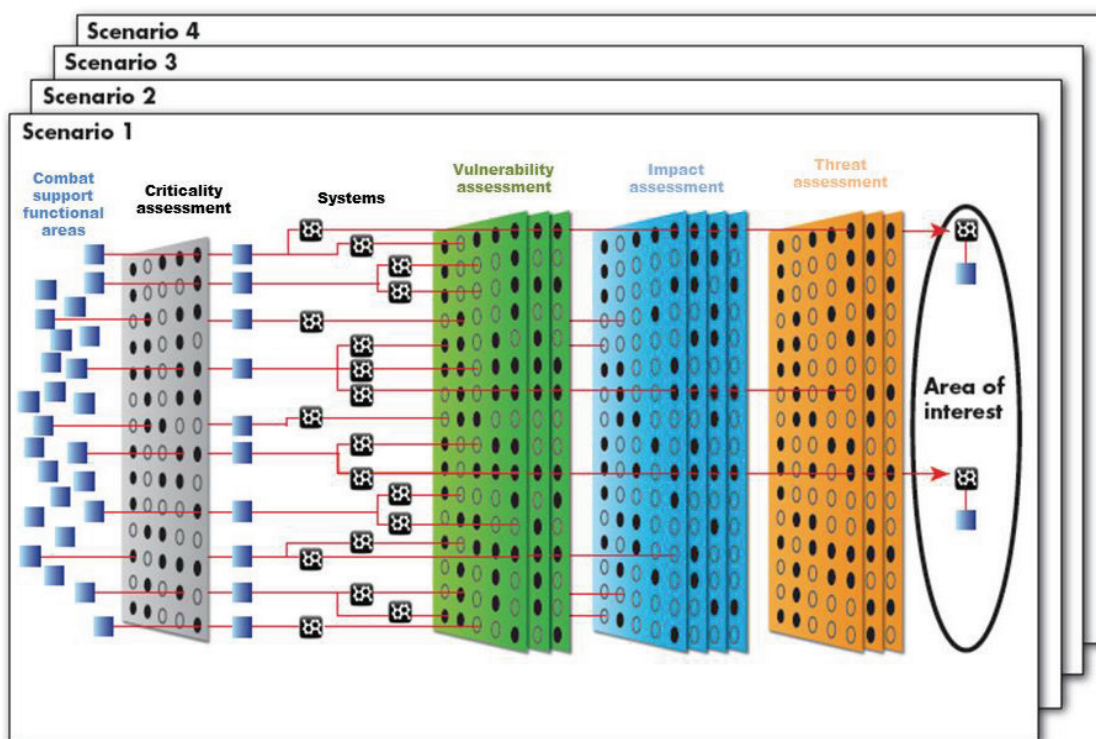 Scenario 4
Scenario 3
Scenario 2
Scenario 1
Combat
support
functional
areas
Criticality
assessment
Systems
Vulnerability
assessment
Impact
assessment
Threat
assessment
Area of
interest